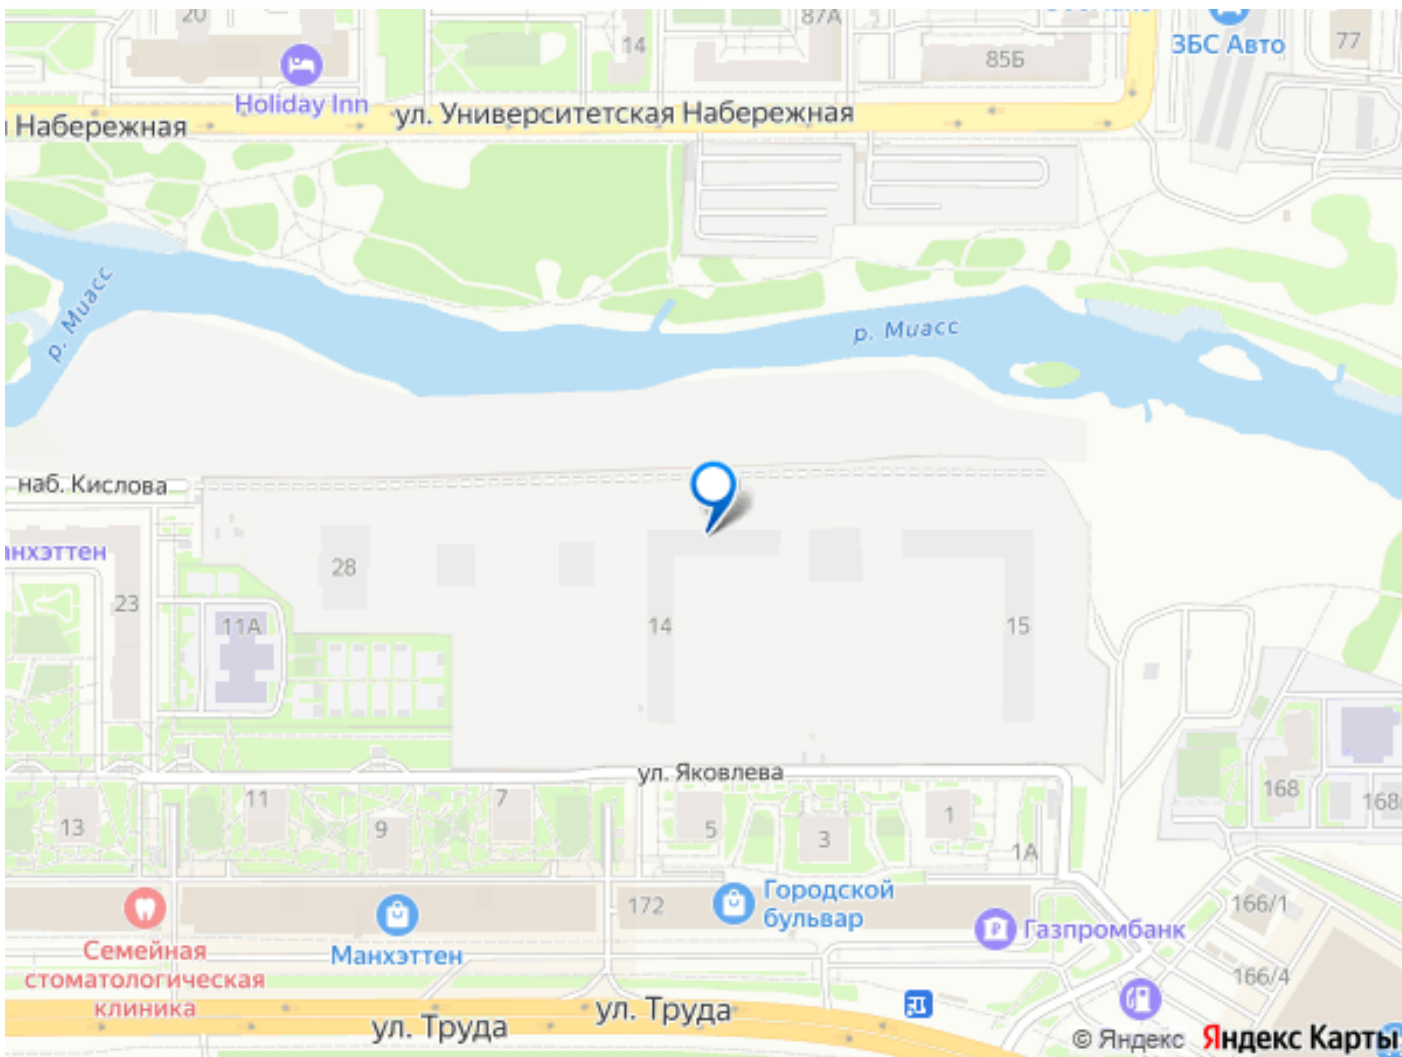 20
87А
14
85Б
ЗБС Авто
77
Holiday Inn
ул. Университетская Набережная
Набережная
р. Миасс
р. Миасс
наб. Кислова
анхэттен
28
23
11А
14
15
ул. Яковлева
11
7
13
9
5
3
1
1А
168
168
172
Городской
бульвар
166/1
Газпромбанк
Семейная
стоматологическая
клиника
Манхэттен
166/4
ул. Труда
ул. Труда
© Яндекс Яндекс Карты